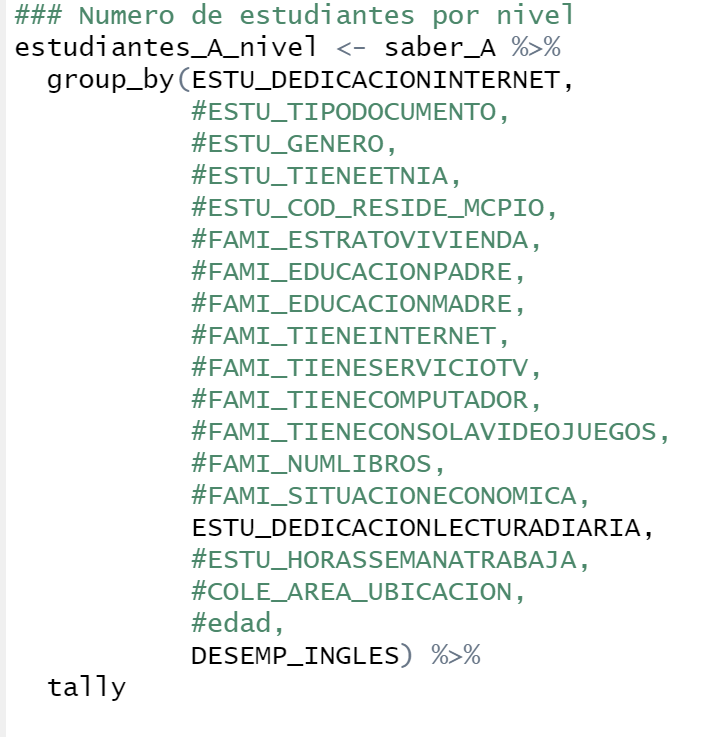 ### Numero de estudiantes por nivel
estudiantes_A_nivel <- saber_A %>%
  group_by(ESTU_DEDICACIONINTERNET,
           #ESTU_TIPODOCUMENTO,
           #ESTU_GENERO,
           #ESTU_TIENEETNIA,
           #ESTU_COD_RESIDE_MCPIO,
           #FAMI_ESTRATOVIVIENDA,
           #FAMI_EDUCACIONPADRE,
           #FAMI_EDUCACIONMADRE,
           #FAMI_TIENEINTERNET,
           #FAMI_TIENESERVICIOTV,
           #FAMI_TIENECOMPUTADOR,
           #FAMI_TIENECONSOLAVIDEOJUEGOS,
           #FAMI_NUMLIBROS,
           #FAMI_SITUACIONECONOMICA,
           ESTU_DEDICACIONLECTURADIARIA,
           #ESTU_HORASSEMANATRABAJA,
           #COLE_AREA_UBICACION,
           #edad,
           DESEMP_INGLES) %>%
  tally